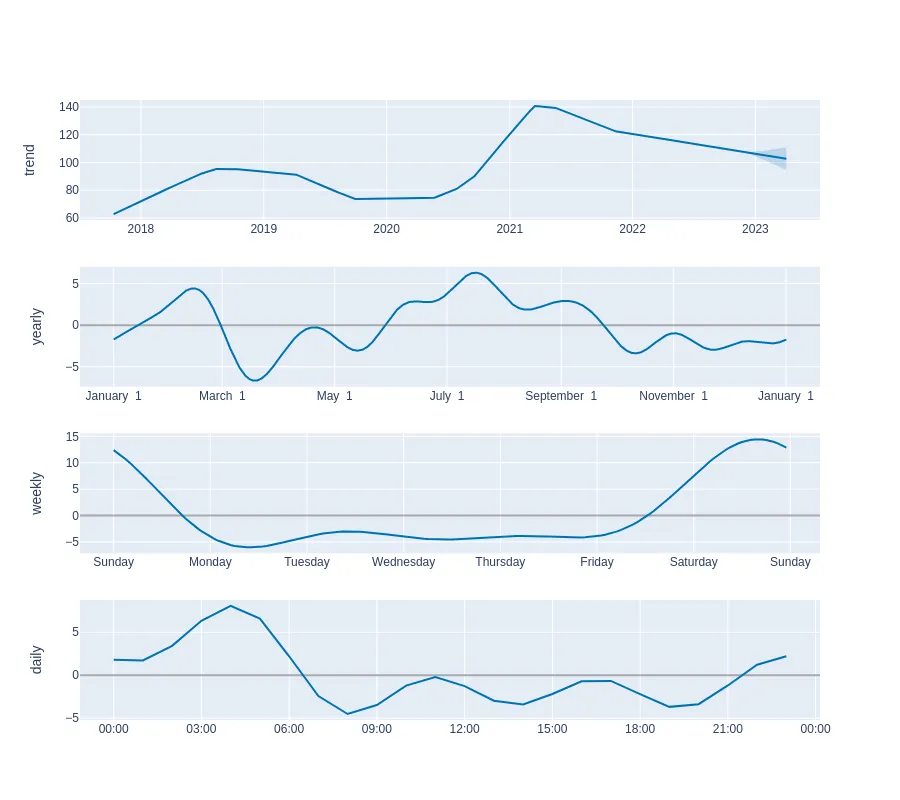 trend
140
120
100
80
60
2018 2019 2020 2021 2022 2023
yearly
5
0
−5
January 1 March 1 May 1 July 1 September 1 November 1 January 1
weekly
15
10
5
0
−5
Sunday Monday Tuesday Wednesday Thursday Friday Saturday Sunday
daily
5
0
−5
00:00 03:00 06:00 09:00 12:00 15:00 18:00 21:00 00:00